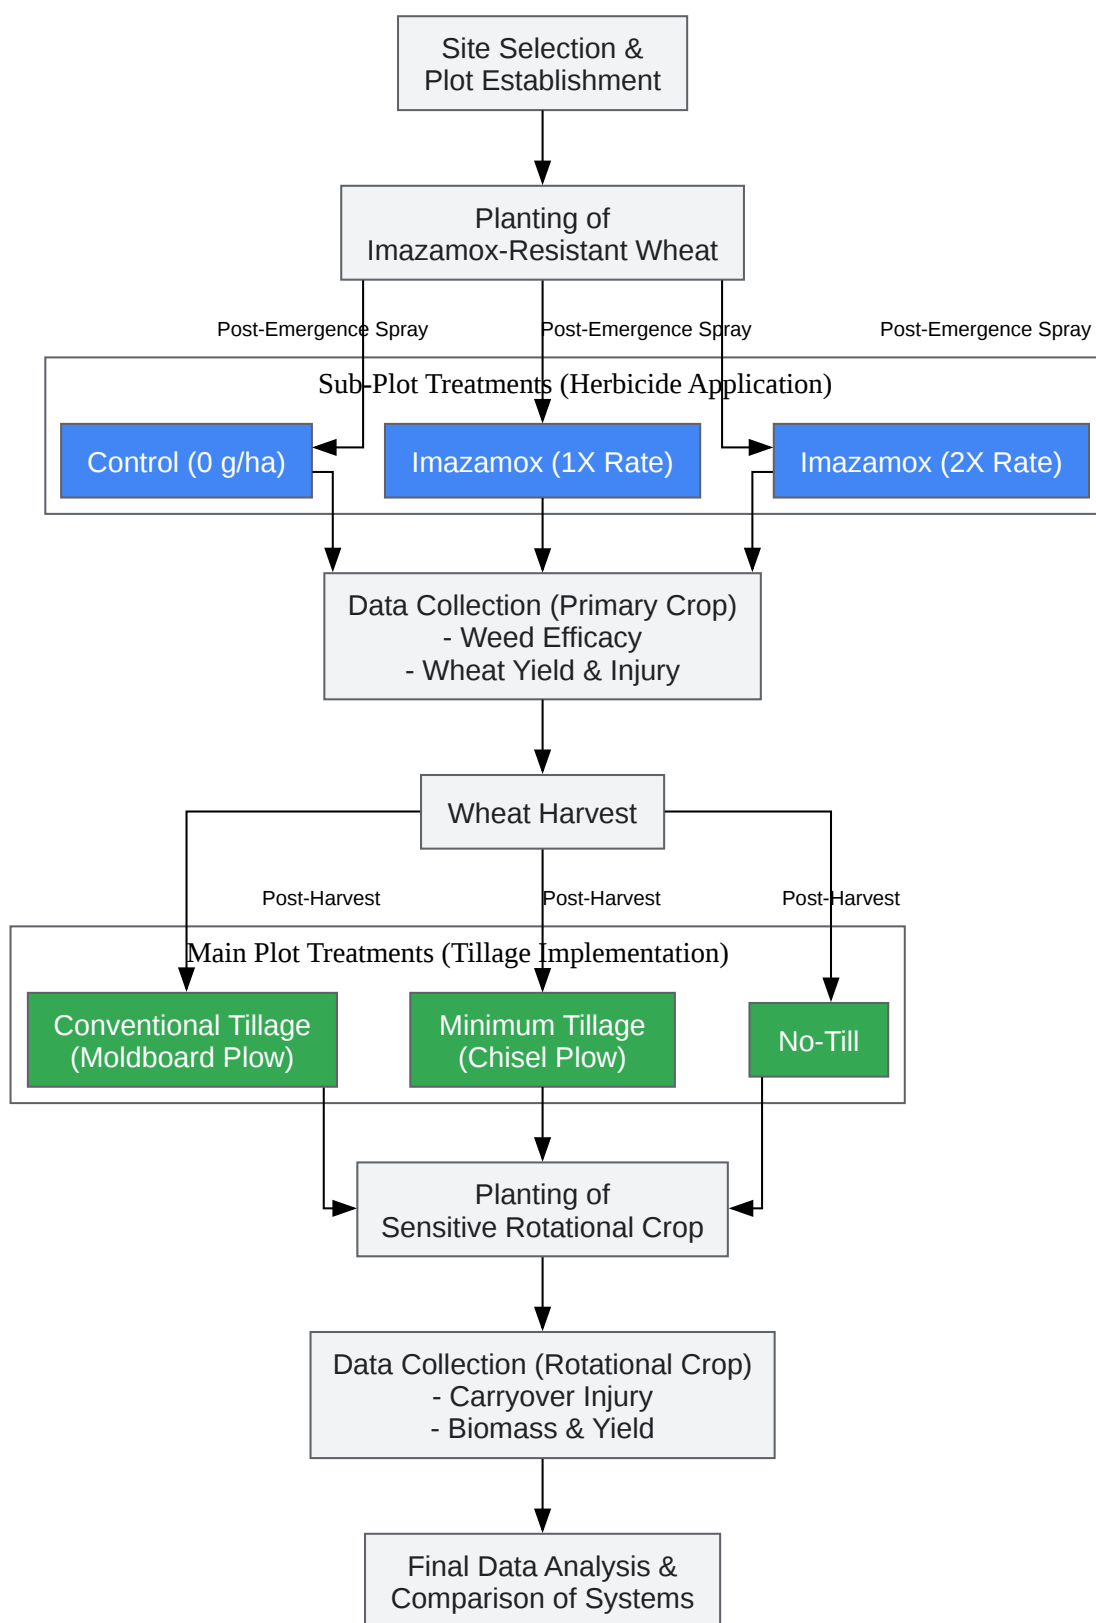 Site Selection &
Plot Establishment
Planting of
Imazamox-Resistant Wheat
Post-Emergence Spray
Post-Emergence Spray
Post-Emergence Spray
Sub-Plot Treatments (Herbicide Application)
Control (0 g/ha)
Imazamox (1X Rate)
Imazamox (2X Rate)
Data Collection (Primary Crop)
- Weed Efficacy
- Wheat Yield & Injury
Wheat Harvest
Post-Harvest
Post-Harvest
Post-Harvest
Main Plot Treatments (Tillage Implementation)
Conventional Tillage
(Moldboard Plow)
Minimum Tillage
(Chisel Plow)
No-Till
Planting of
Sensitive Rotational Crop
Data Collection (Rotational Crop)
- Carryover Injury
- Biomass & Yield
Final Data Analysis &
Comparison of Systems